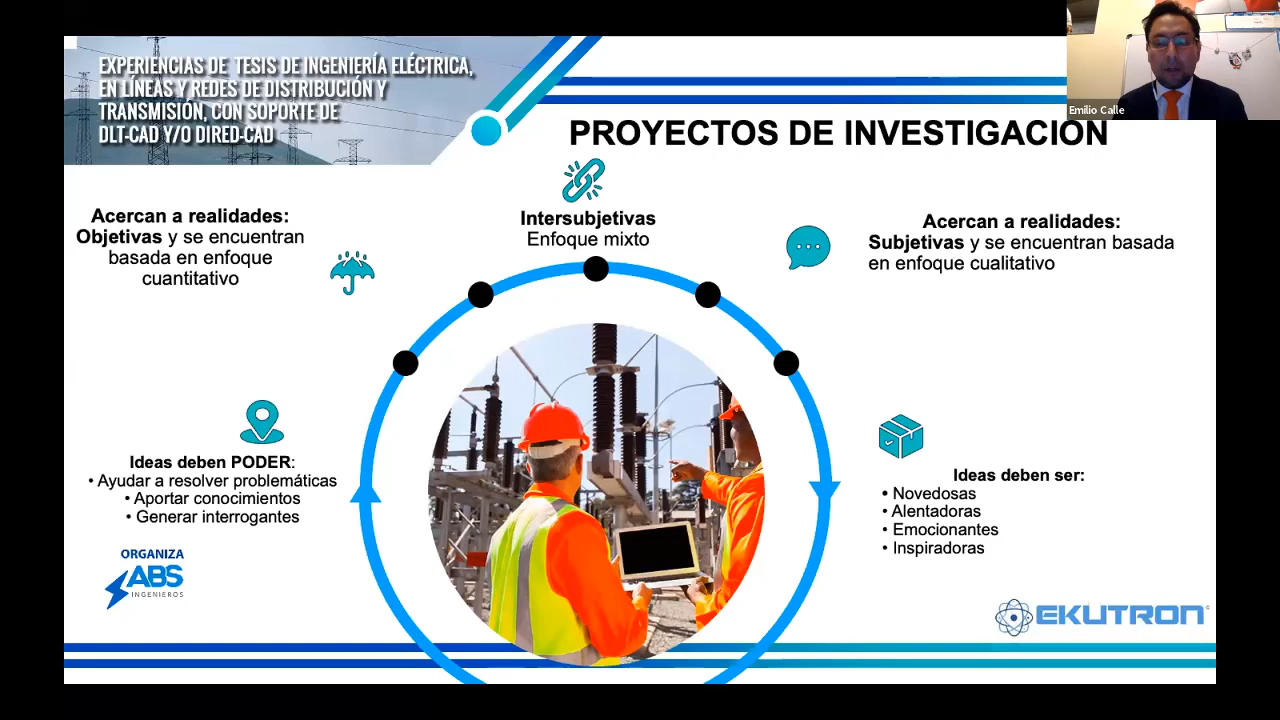 EXPERIENCIAS DE TESIS DE INGENIERÍA ELÉCTRICA,
EN LÍNEAS Y REDES DE DISTRIBUCIÓN Y
TRANSMISIÓN, CON SOPORTE DE
DLT-CAD Y/O DIRED-CAD
Emilio Calle
PROYECTOS DE INVESTIGACIÓN
Acercan a realidades:
Objetivas y se encuentran
basada en enfoque
cuantitativo
Intersubjetivas
Enfoque mixto
Acercan a realidades:
Subjetivas y se encuentran basada
en enfoque cualitativo
Ideas deben PODER:
• Ayudar a resolver problemáticas
• Aportar conocimientos
• Generar interrogantes
Ideas deben ser:
• Novedosas
• Alentadoras
• Emocionantes
• Inspiradoras
ORGANIZA
ABS
INGENIEROS
EKUTRON